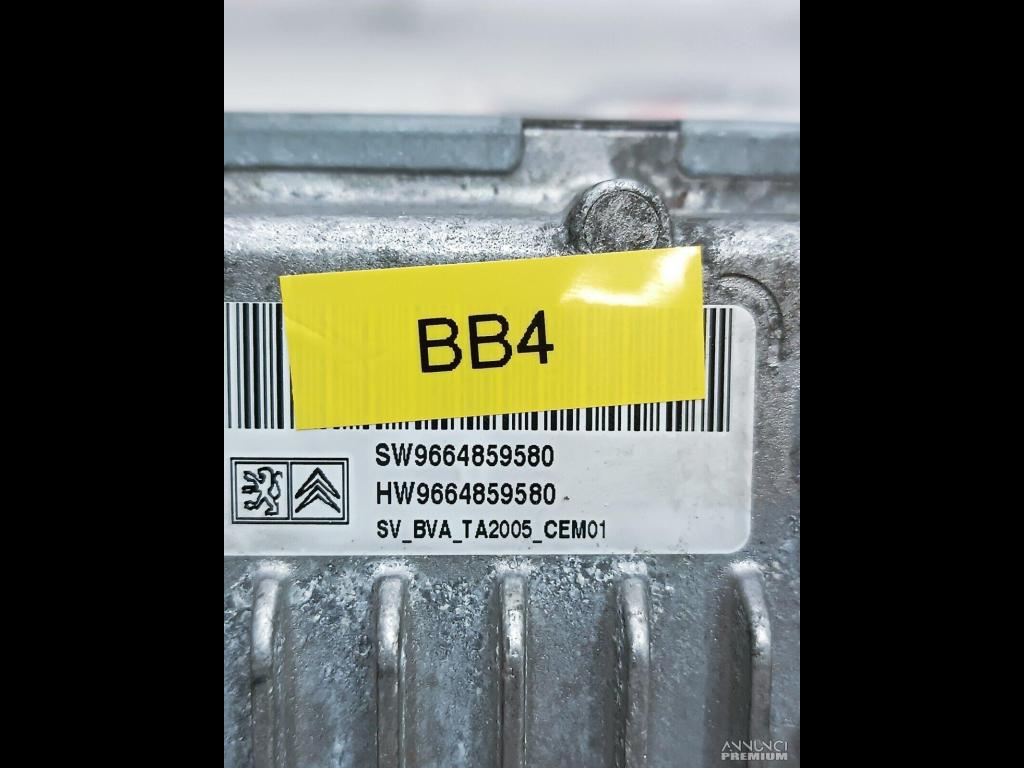 BB4
SW9664859580
HW9664859580
SV_BVA_TA2005_CEM01
ANNUNCI
PREMIUM